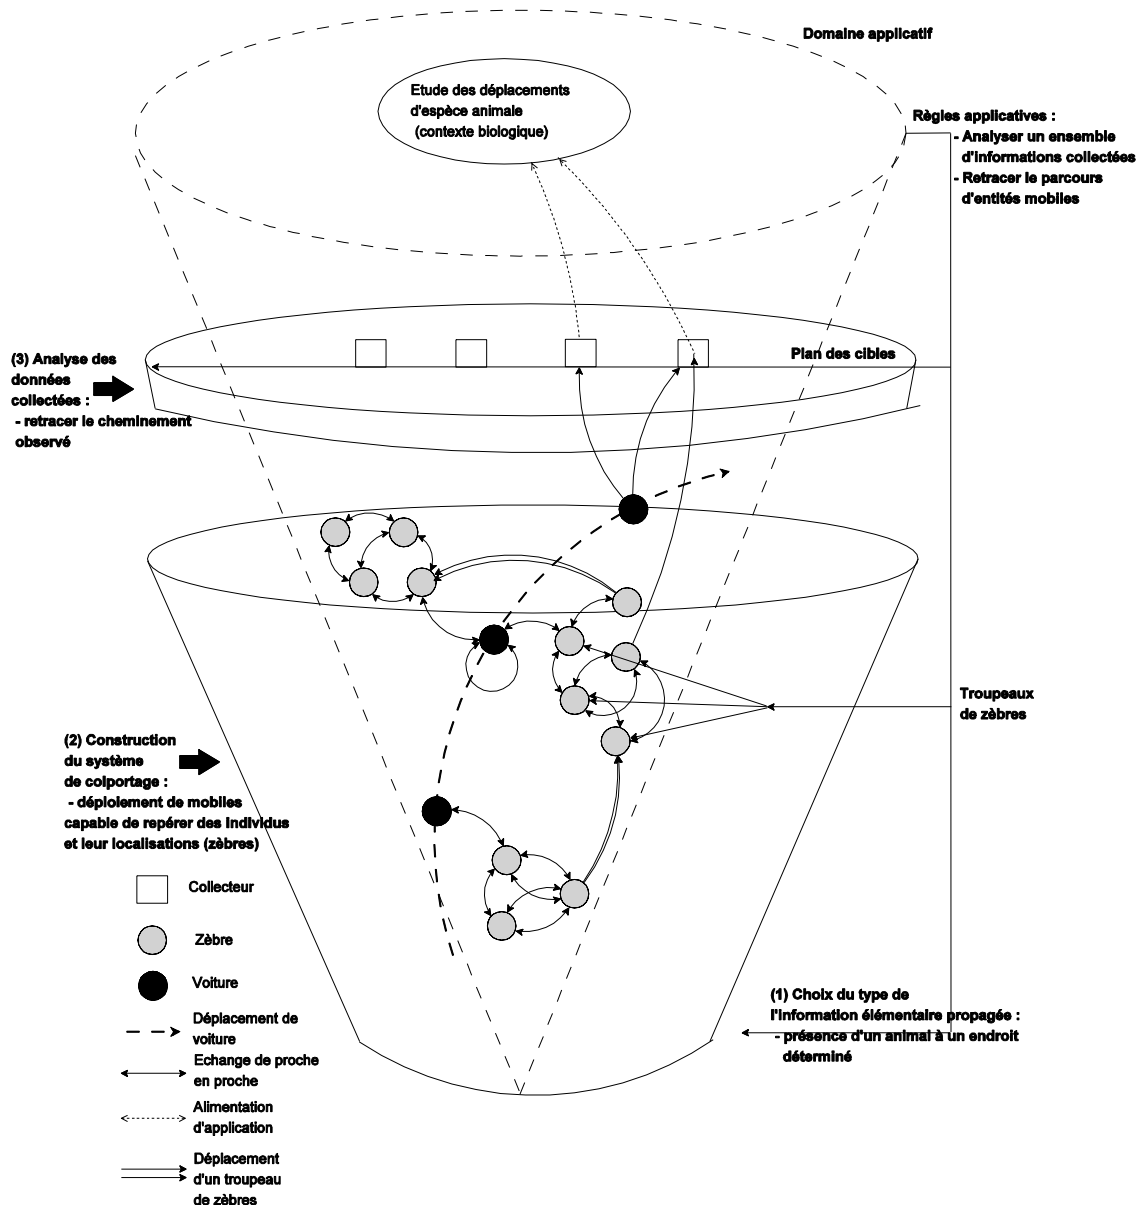 Domaine applicatif
Etude des déplacements
d'espèce animale
(contexte biologique)
Règles applicatives :
- Analyser un ensemble
d'informations collectées
- Retracer le parcours
d'entités mobiles
(3) Analyse des
données
collectées :
- retracer le cheminement
observé
Plan des cibles
Troupeaux
de zèbres
(2) Construction
du système
de colportage :
- déploiement de mobiles
capable de repérer des individus
et leur localisations (zèbres)
Collecteur
Zèbre
Voiture
Déplacement de
voiture
Echange de proche
en proche
Alimentation
d'application
Déplacement
d'un troupeau
de zèbres
(1) Choix du type de
l'information élémentaire propagée :
- présence d'un animal à un endroit
déterminé